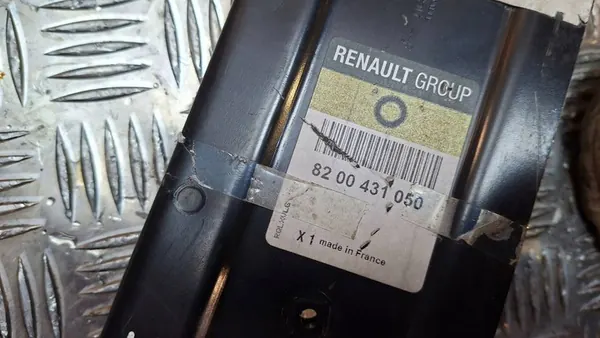 RENAULT GROUP
82 00 431 050
X 1 made in France